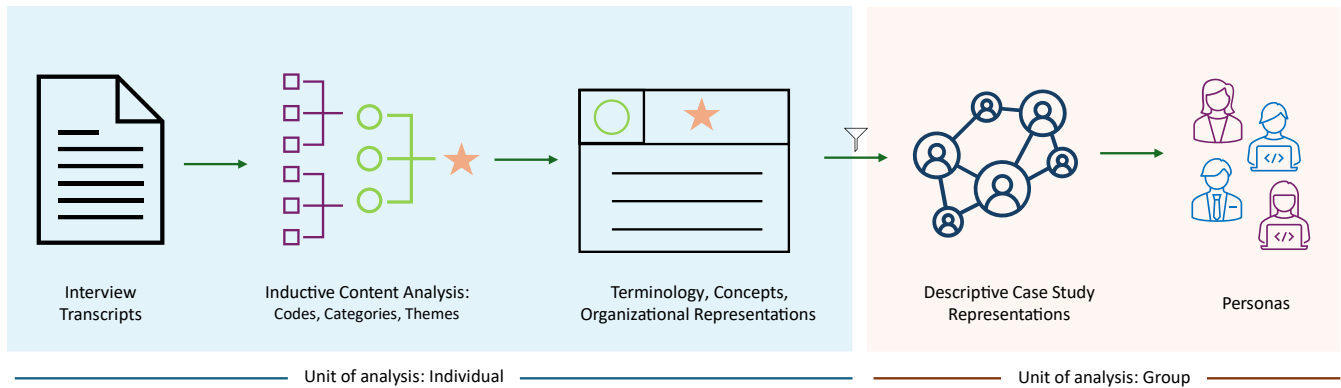 Interview
Transcripts
Inductive Content Analysis:
Codes, Categories, Themes
Terminology, Concepts,
Organizational Representations
Descriptive Case Study
Representations
Personas
</>
</>
Unit of analysis: Individual
Unit of analysis: Group